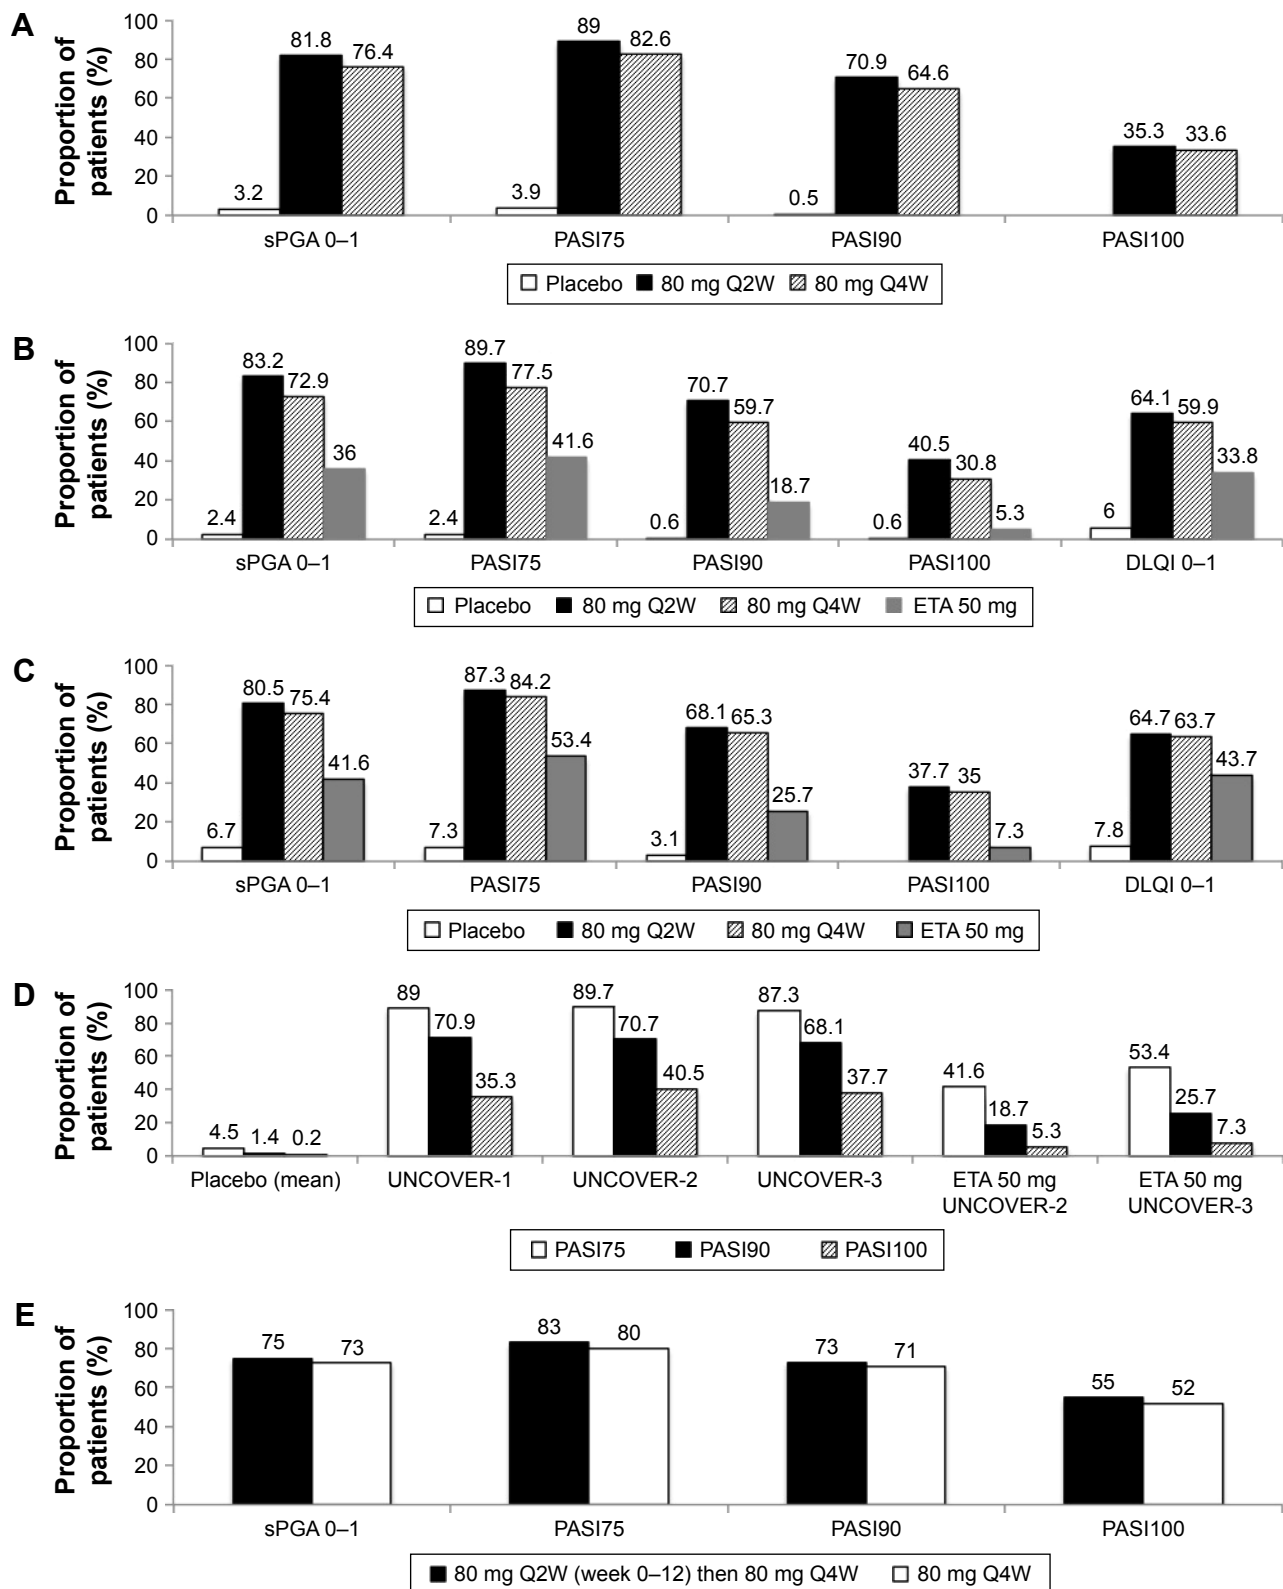 A
Proportion of
patients (%)
100
80
60
40
20
0
3.2
81.8
76.4
3.9
89
82.6
0.5
70.9
64.6
35.3
33.6
sPGA 0–1
PASI75
PASI90
PASI100
Placebo
80 mg Q2W
80 mg Q4W
B
Proportion of
patients (%)
100
80
60
40
20
0
2.4
83.2
72.9
36
2.4
89.7
77.5
41.6
0.6
70.7
59.7
18.7
0.6
40.5
30.8
5.3
6
64.1
59.9
33.8
sPGA 0–1
PASI75
PASI90
PASI100
DLQI 0–1
Placebo
80 mg Q2W
80 mg Q4W
ETA 50 mg
C
Proportion of
patients (%)
100
80
60
40
20
0
6.7
80.5
75.4
41.6
7.3
87.3
84.2
53.4
3.1
68.1
65.3
25.7
37.7
35
7.3
7.8
64.7
63.7
43.7
sPGA 0–1
PASI75
PASI90
PASI100
DLQI 0–1
Placebo
80 mg Q2W
80 mg Q4W
ETA 50 mg
D
Proportion of
patients (%)
100
80
60
40
20
0
4.5
1.4
0.2
89
70.9
35.3
89.7
70.7
40.5
87.3
68.1
37.7
41.6
18.7
5.3
53.4
25.7
7.3
Placebo (mean)
UNCOVER-1
UNCOVER-2
UNCOVER-3
ETA 50 mg
UNCOVER-2
ETA 50 mg
UNCOVER-3
PASI75
PASI90
PASI100
E
Proportion of
patients (%)
100
80
60
40
20
0
75
73
83
80
73
71
55
52
sPGA 0–1
PASI75
PASI90
PASI100
80 mg Q2W (week 0–12) then 80 mg Q4W
80 mg Q4W